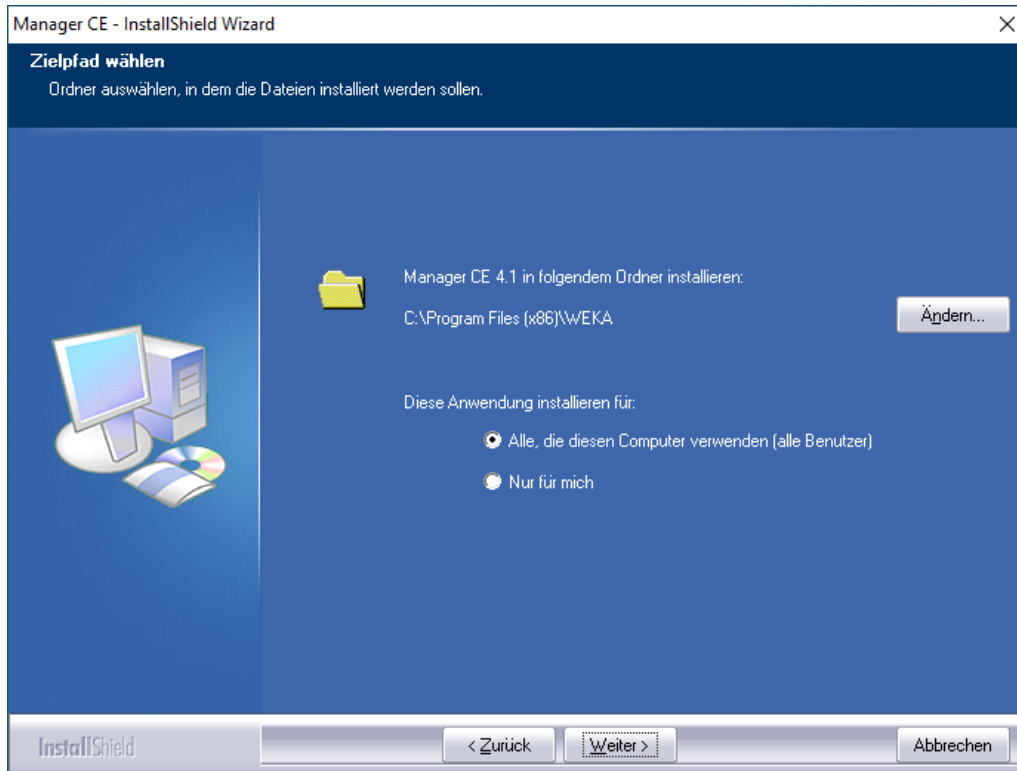 Manager CE - InstallShield Wizard
Zielpfad wählen
Ordner auswählen, in dem die Dateien installiert werden sollen.
Manager CE 4.1 in folgendem Ordner installieren:
C:\Program Files (x86)\WEKA
Ändern...
Diese Anwendung installieren für:
Alle, die diesen Computer verwenden (alle Benutzer)
Nur für mich
InstallShield
< Zurück
Weiter >
Abbrechen